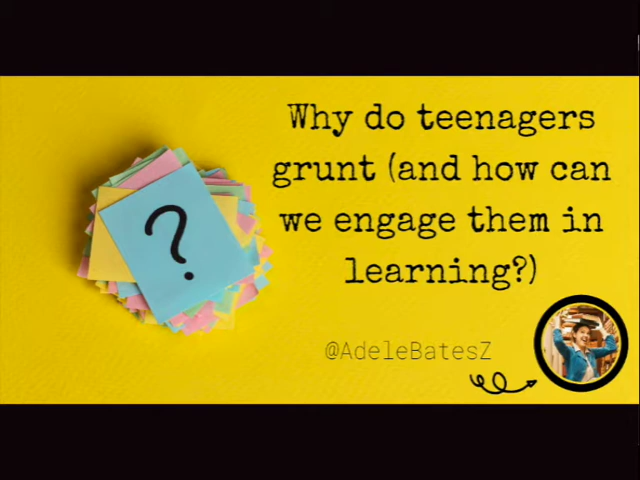 Why do teenagers
grunt (and how can
we engage them in
learning?)
?
@AdeleBatesZ